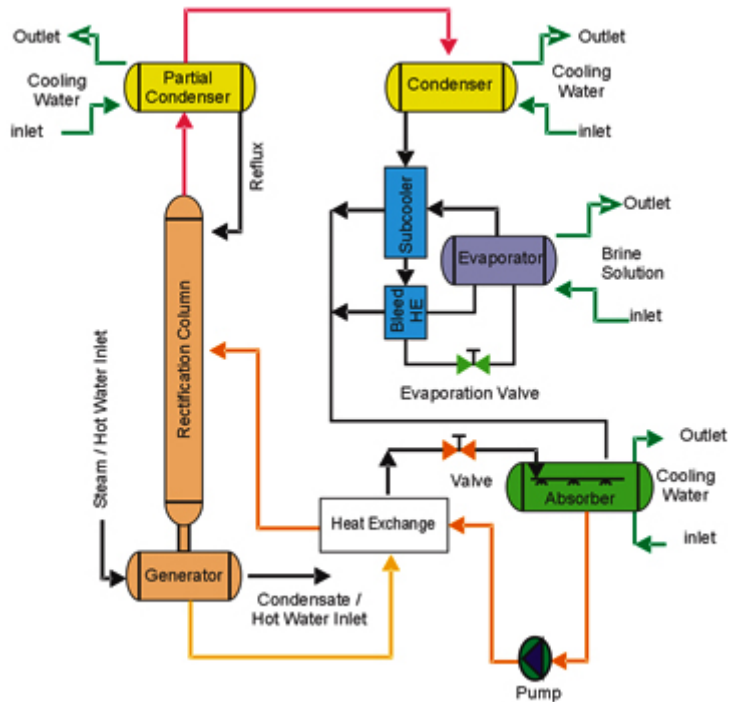 Outlet
Cooling
Water
inlet
Partial
Condenser
Reflux
Condenser
Outlet
Cooling
Water
inlet
Subcooler
Evaporator
Outlet
Brine
Solution
inlet
Bleed
HE
Evaporation Valve
Rectification Column
Steam / Hot Water Inlet
Generator
Condensate /
Hot Water Inlet
Heat Exchange
Valve
Absorber
Outlet
Cooling
Water
inlet
Pump